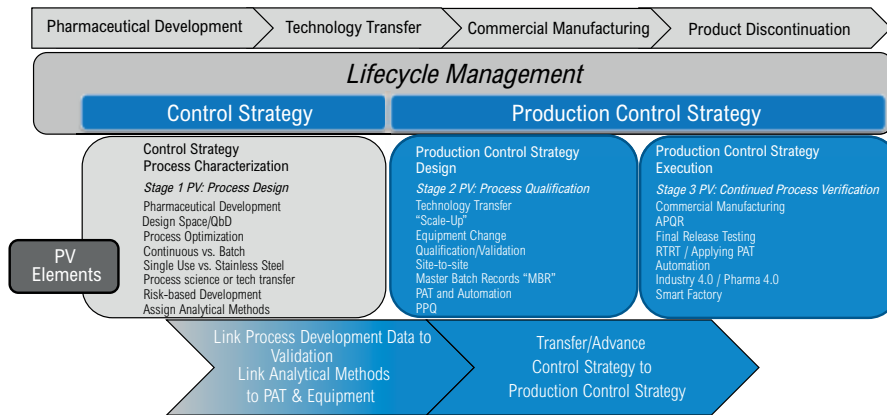 Pharmaceutical Development
Technology Transfer
Commercial Manufacturing
Product Discontinuation
Lifecycle Management
Control Strategy
Production Control Strategy
PV
Elements
Control Strategy
Process Characterization
Stage 1 PV: Process Design
Pharmaceutical Development
Design Space/QbD
Process Optimization
Continuous vs. Batch
Single Use vs. Stainless Steel
Process science or tech transfer
Risk-based Development
Assign Analytical Methods
Production Control Strategy
Design
Stage 2 PV: Process Qualification
Technology Transfer
“Scale-Up”
Equipment Change
Qualification/Validation
Site-to-site
Master Batch Records “MBR”
PAT and Automation
PPQ
Production Control Strategy
Execution
Stage 3 PV: Continued Process Verification
Commercial Manufacturing
APQR
Final Release Testing
RTRT / Applying PAT
Automation
Industry 4.0 / Pharma 4.0
Smart Factory
Link Process Development Data to
Validation
Link Analytical Methods
to PAT & Equipment
Transfer/Advance
Control Strategy to
Production Control Strategy